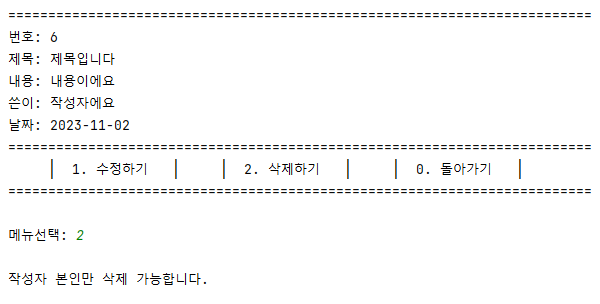 =========================================================================
번호: 6
제목: 제목입니다
내용: 내용이에요
쓴이: 작성자에요
날짜: 2023-11-02
=========================================================================
| 1. 수정하기 | | 2. 삭제하기 | | 0. 돌아가기 |
=========================================================================
메뉴선택: 2
작성자 본인만 삭제 가능합니다.